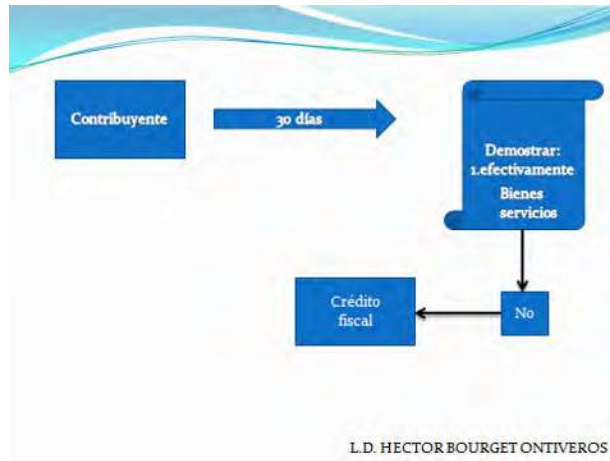 Contribuyente
30 días
Demostrar:
1.efectivamente
Bienes
servicios
Crédito
fiscal
No
L.D. HECTOR BOURGET ONTIVEROS